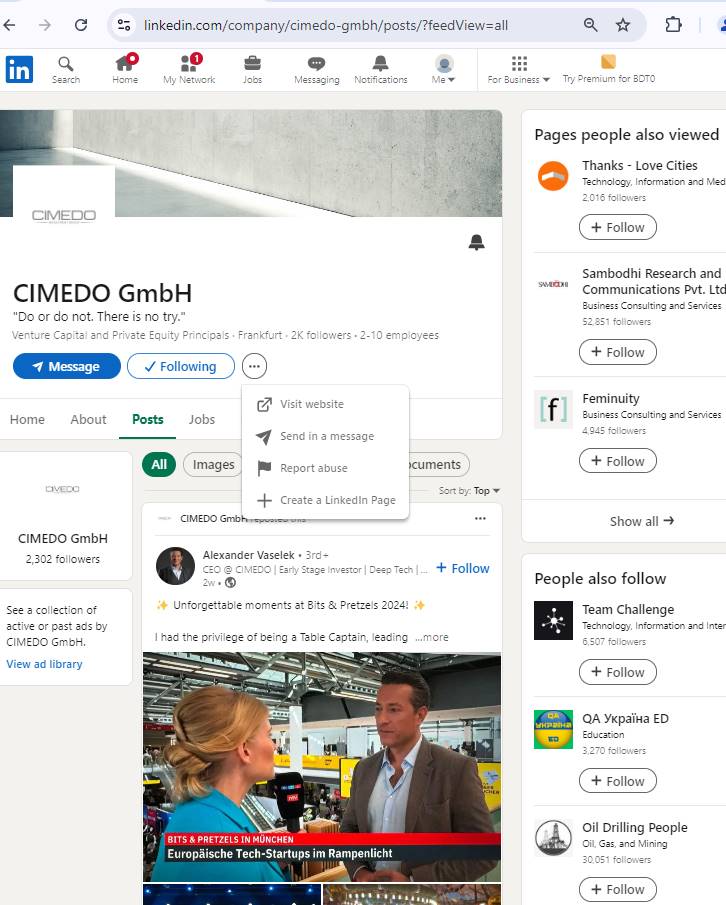 linkedin.com/company/cimedo-gmbh/posts/?feedView=all
in
Search
Home
1
My Network
Jobs
Messaging
Notifications
Me
For Business
Try Premium for BDT0
CIMEDO
CIMEDO GmbH
"Do or do not. There is no try."
Venture Capital and Private Equity Principals · Frankfurt · 2K followers · 2-10 employees
Message
Following
Visit website
Send in a message
Report abuse
Create a LinkedIn Page
Home
About
Posts
Jobs
CIMEDO
CIMEDO GmbH
2,302 followers
See a collection of
active or past ads by
CIMEDO GmbH.
View ad library
All
Images
ocuments
Sort by: Top
CIMEDO GmbH reposted this
Alexander Vaselek • 3rd+
CEO @ CIMEDO | Early Stage Investor | Deep Tech | ...
2w •
+ Follow
✨ Unforgettable moments at Bits & Pretzels 2024! ✨
I had the privilege of being a Table Captain, leading ...more
BITS & PRETZELS IN MÜNCHEN
Europäische Tech-Startups im Rampenlicht
Pages people also viewed
Thanks - Love Cities
Technology, Information and Med
2,016 followers
+ Follow
SAMBODHI
Sambodhi Research and
Communications Pvt. Ltd
Business Consulting and Services
52,851 followers
+ Follow
[f]
Feminuity
Business Consulting and Services
4,945 followers
+ Follow
Show all →
People also follow
Team Challenge
Technology, Information and Inter
6,507 followers
+ Follow
QA
УКРАЇНА
ED
QA Україна ED
Education
3,270 followers
+ Follow
Oil Drilling People
Oil, Gas, and Mining
30,051 followers
+ Follow